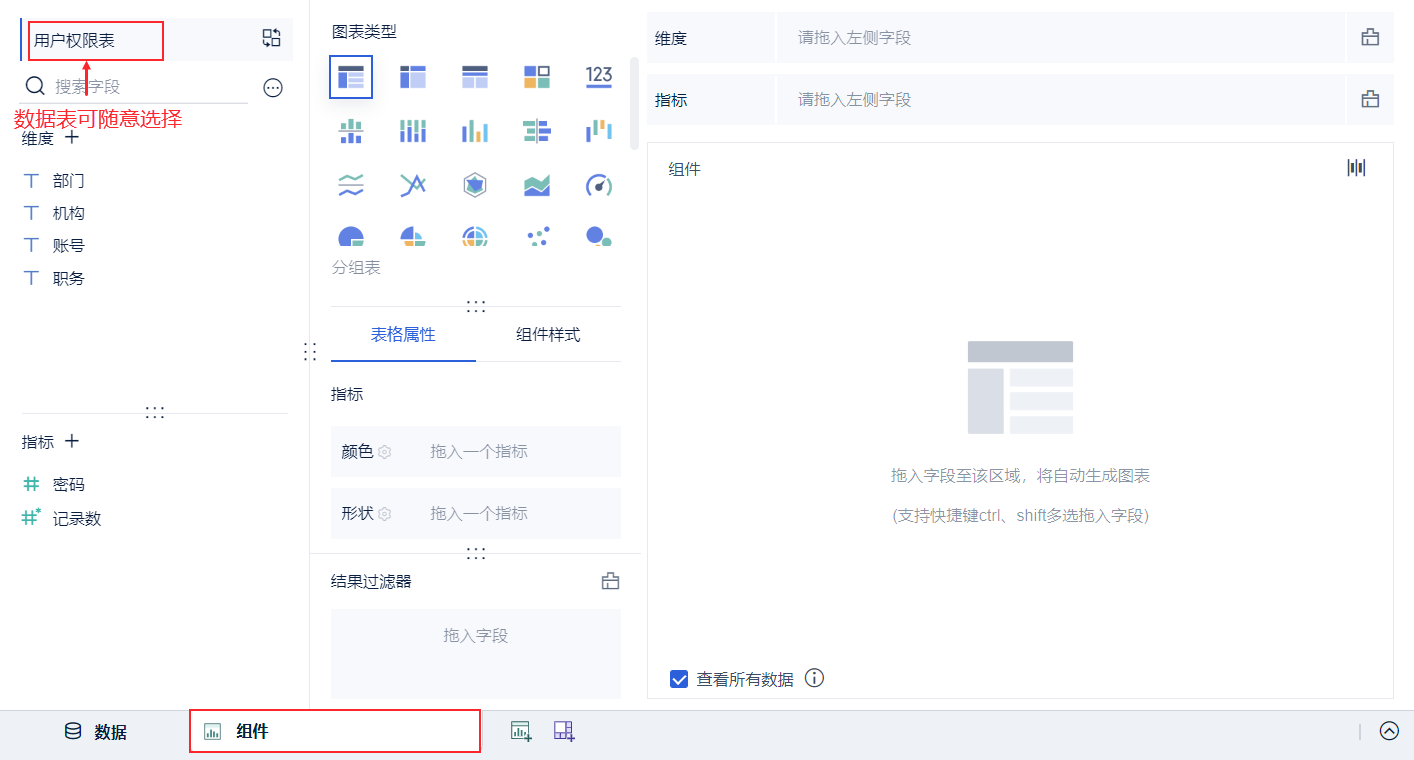 用户权限表
搜索字段
数据表可随意选择
维度
部门
机构
账号
职务
指标
密码
记录数
图表类型
123
分组表
表格属性
组件样式
指标
颜色
拖入一个指标
形状
拖入一个指标
结果过滤器
拖入字段
维度
请拖入左侧字段
指标
请拖入左侧字段
组件
拖入字段至该区域，将自动生成图表
(支持快捷键ctrl、shift多选拖入字段)
查看所有数据
数据
组件